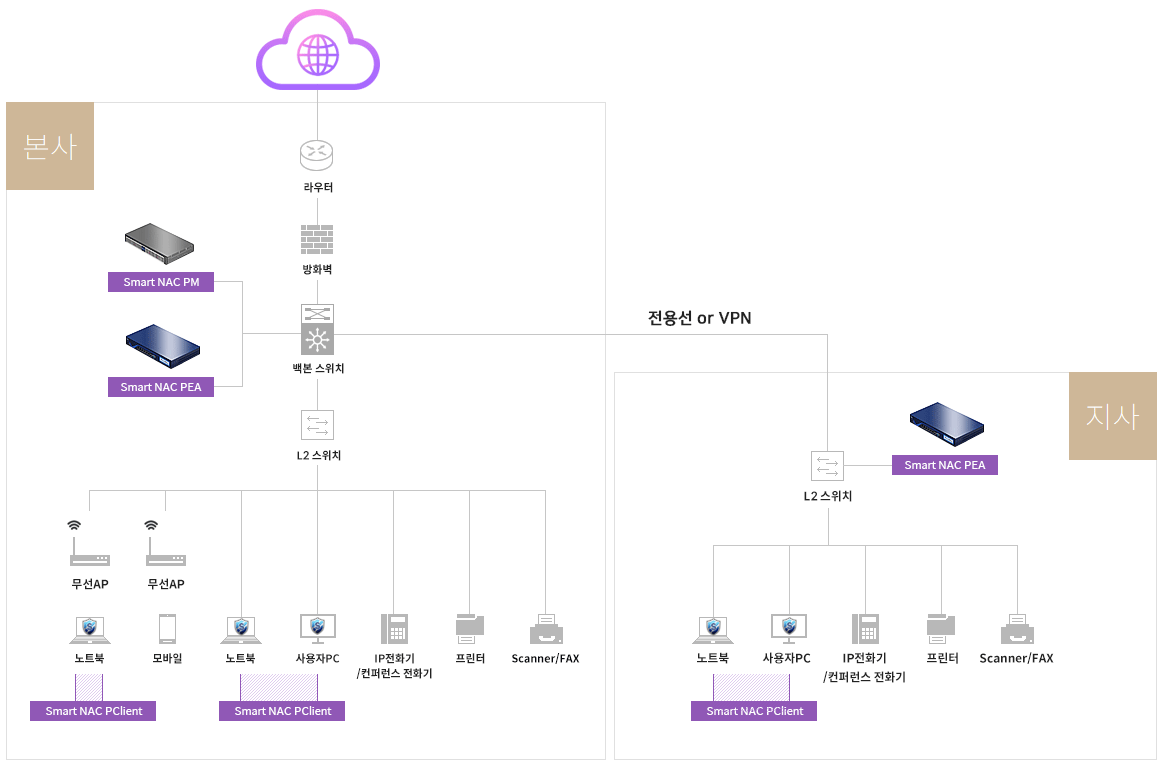 본사
라우터
Smart NAC PM
방화벽
전용선 or VPN
Smart NAC PEA
백본 스위치
지사
L2 스위치
Smart NAC PEA
L2 스위치
무선AP
무선AP
노트북
모바일
노트북
사용자PC
IP전화기
/컨퍼런스 전화기
프린터
Scanner/FAX
노트북
사용자PC
IP전화기
/컨퍼런스 전화기
프린터
Scanner/FAX
Smart NAC PClient
Smart NAC PClient
Smart NAC PClient